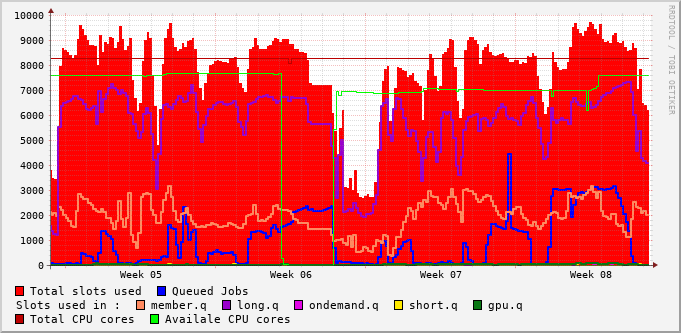 10000
9000
8000
7000
6000
5000
4000
3000
2000
1000
0
Week 05 Week 06 Week 07 Week 08
RRDTOOL / TOBI OETIKER
Total slots used Queued Jobs
Slots used in : member.q long.q ondemand.q short.q gpu.q
Total CPU cores Availale CPU cores